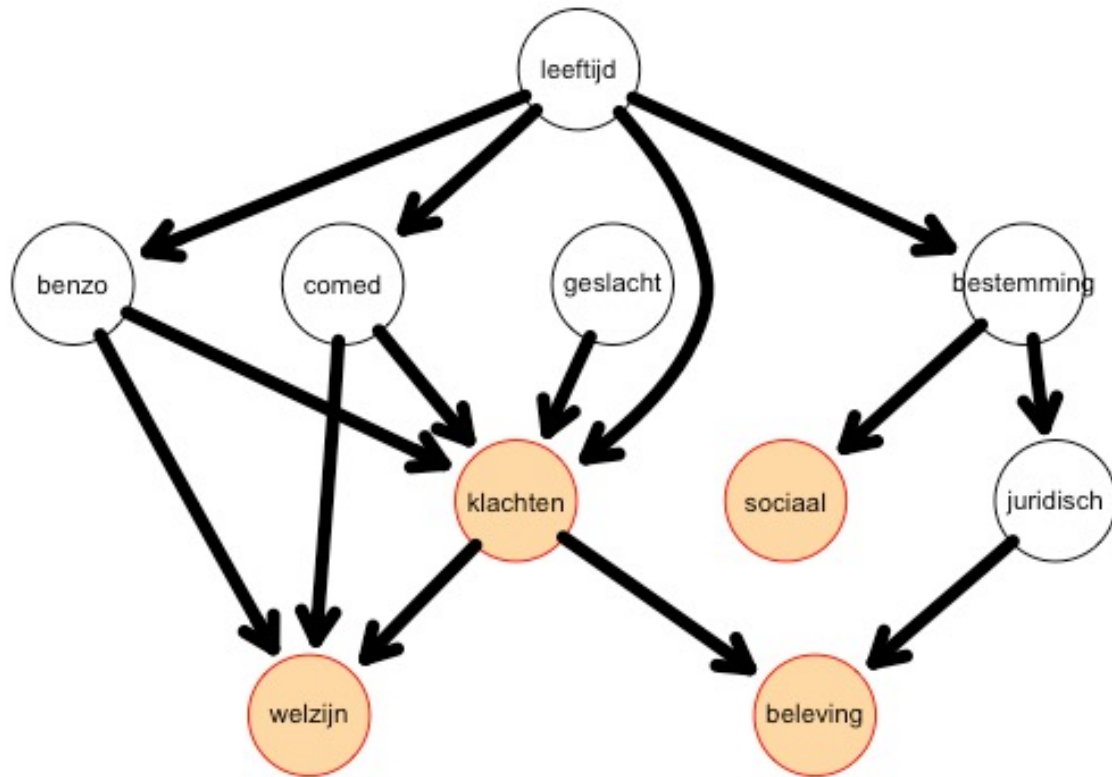 leeftijd
benzo
comed
geslacht
bestemming
klachten
sociaal
juridisch
welzijn
beleving